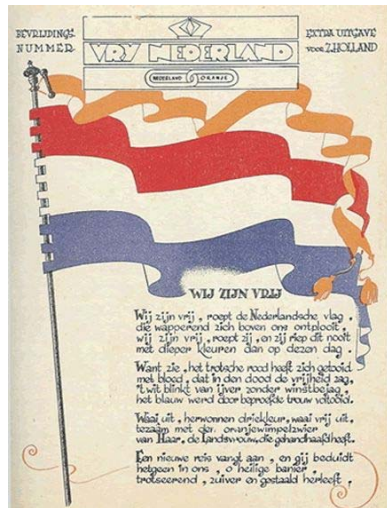 BEVRIJDINGS
NUMMER
VRY NEDERLAND
EXTRA UITGAVE
voor Z.HOLLAND
NEDERLAND ORANJE
WIJ ZIJN VRIJ
Wij zijn vrij, roept de Nederlandsche vlag,
die wapperend zich boven ons ontplooit,
wij zijn vrij, roept zij, en zij riep dit nooit
met dieper kleuren dan op dezen dag.
Want zie, het trotsche rood heeft zich getooid
met bloed, dat in den dood de vrijheid zag,
't wit blinkt van ijver zonder winstbejag,
het blauw werd door beproefde trouw voltooid.
Waai uit, herwonnen driekleur, waai vrij uit,
tezaam met de oranjewimpelzwier
van Haar, de Landsvrouw, die gehandhaafd heeft.
Een nieuwe reis vangt aan, en gij beduidt
hetgeen in ons, o heilige banier,
trotseerend, zuiver en gestaald herleeft.